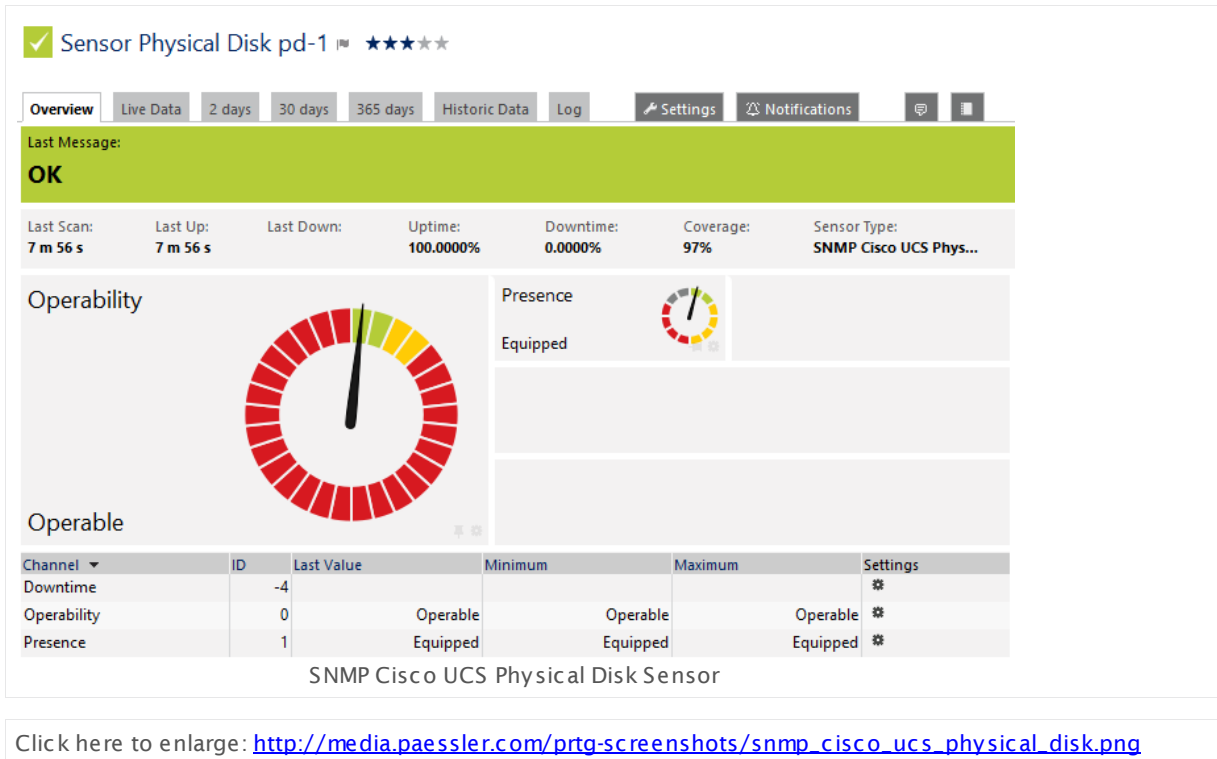 Sensor Physical Disk pd-1
Overview Live Data 2 days 30 days 365 days Historic Data Log Settings Notifications
Last Message:
OK
Last Scan: Last Up: Last Down: Uptime: Downtime: Coverage: Sensor Type:
7 m 56 s 7 m 56 s 100.0000% 0.0000% 97% SNMP Cisco UCS Phys...
Operability
Presence
Equipped
Operable
Channel ID Last Value Minimum Maximum Settings
Downtime -4
Operability 0 Operable Operable Operable
Presence 1 Equipped Equipped Equipped
SNMP Cisco UCS Physical Disk Sensor
Click here to enlarge: http://media.paessler.com/prtg-screenshots/snmp_cisco_ucs_physical_disk.png